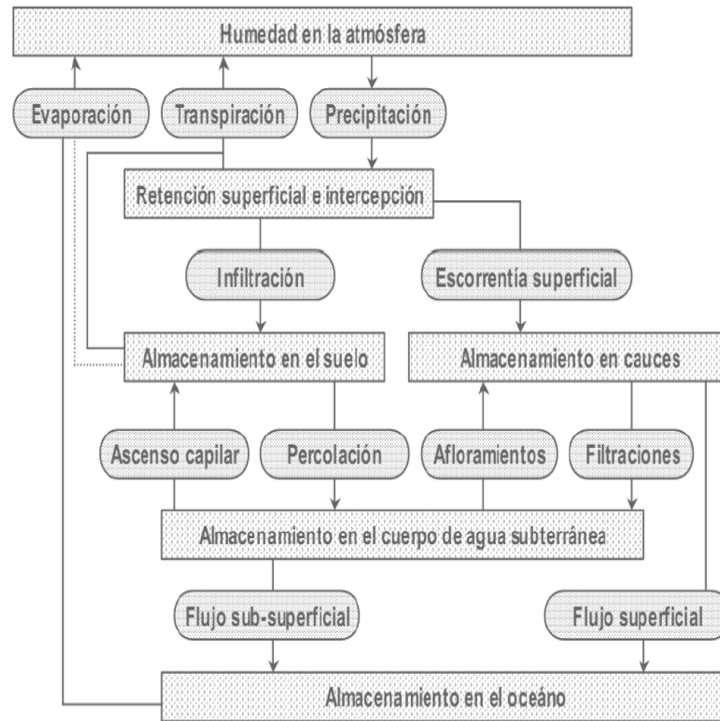 Humedad en la atmósfera
Evaporación
Transpiración
Precipitación
Retención superficial e intercepción
Infiltración
Escorrentía superficial
Almacenamiento en el suelo
Almacenamiento en cauces
Ascenso capilar
Percolación
Afloramientos
Filtraciones
Almacenamiento en el cuerpo de agua subterránea
Flujo sub-superficial
Flujo superficial
Almacenamiento en el oceáno